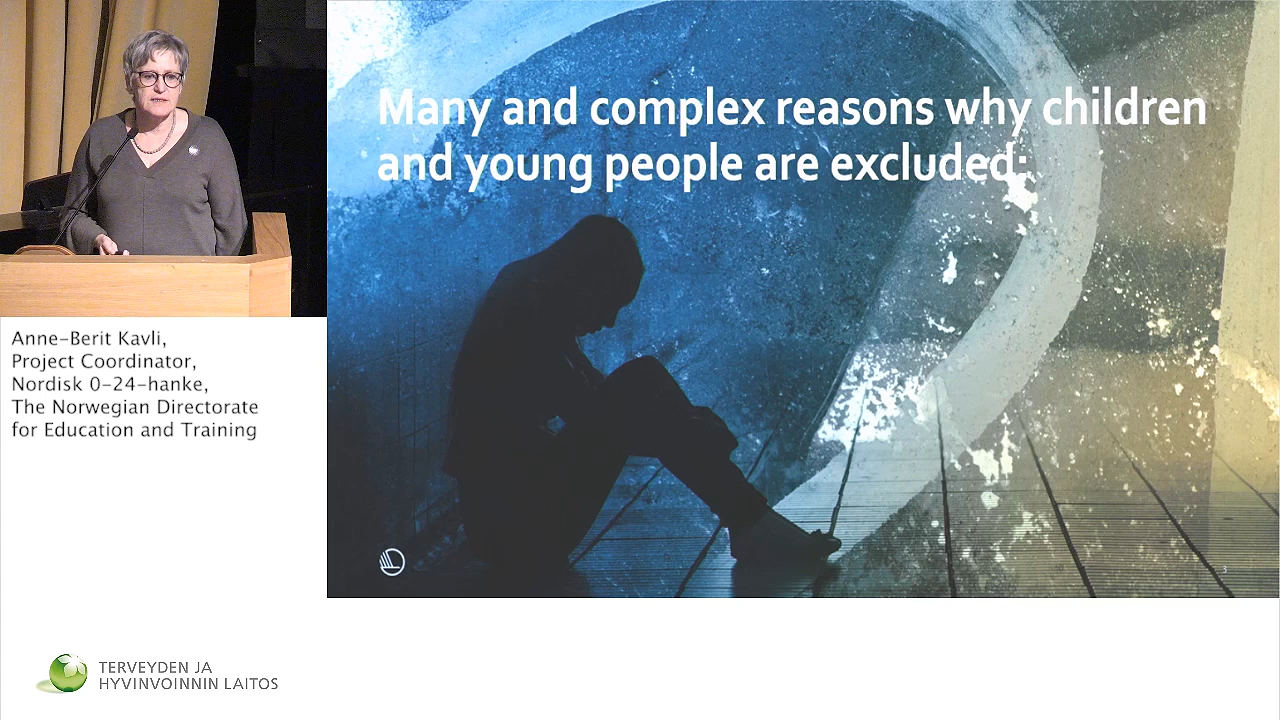 Many and complex reasons why children
and young people are excluded:
3
Anne-Berit Kavli,
Project Coordinator,
Nordisk 0-24-hanke,
The Norwegian Directorate
for Education and Training
TERVEYDEN JA
HYVINVOINNIN LAITOS